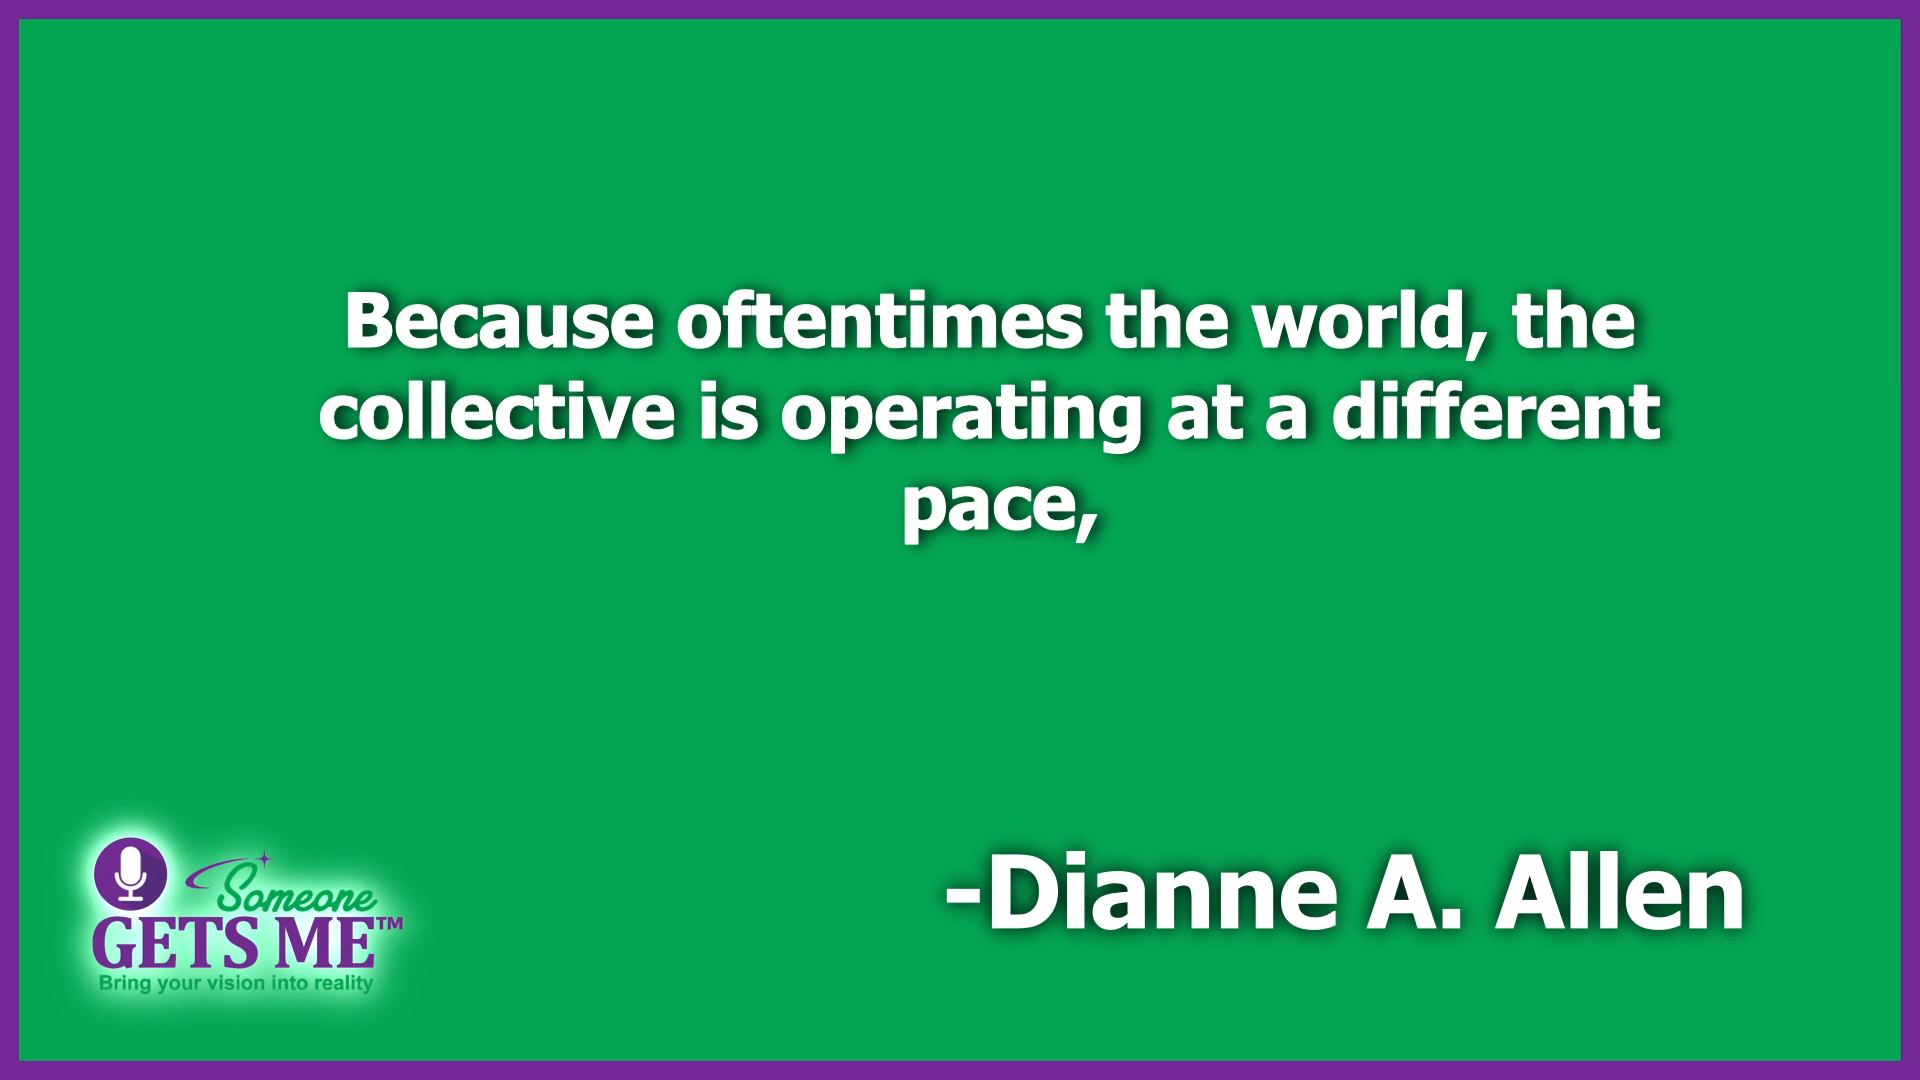 Because oftentimes the world, the
collective is operating at a different
pace,
-Dianne A. Allen
Someone
GETS ME™
Bring your vision into reality